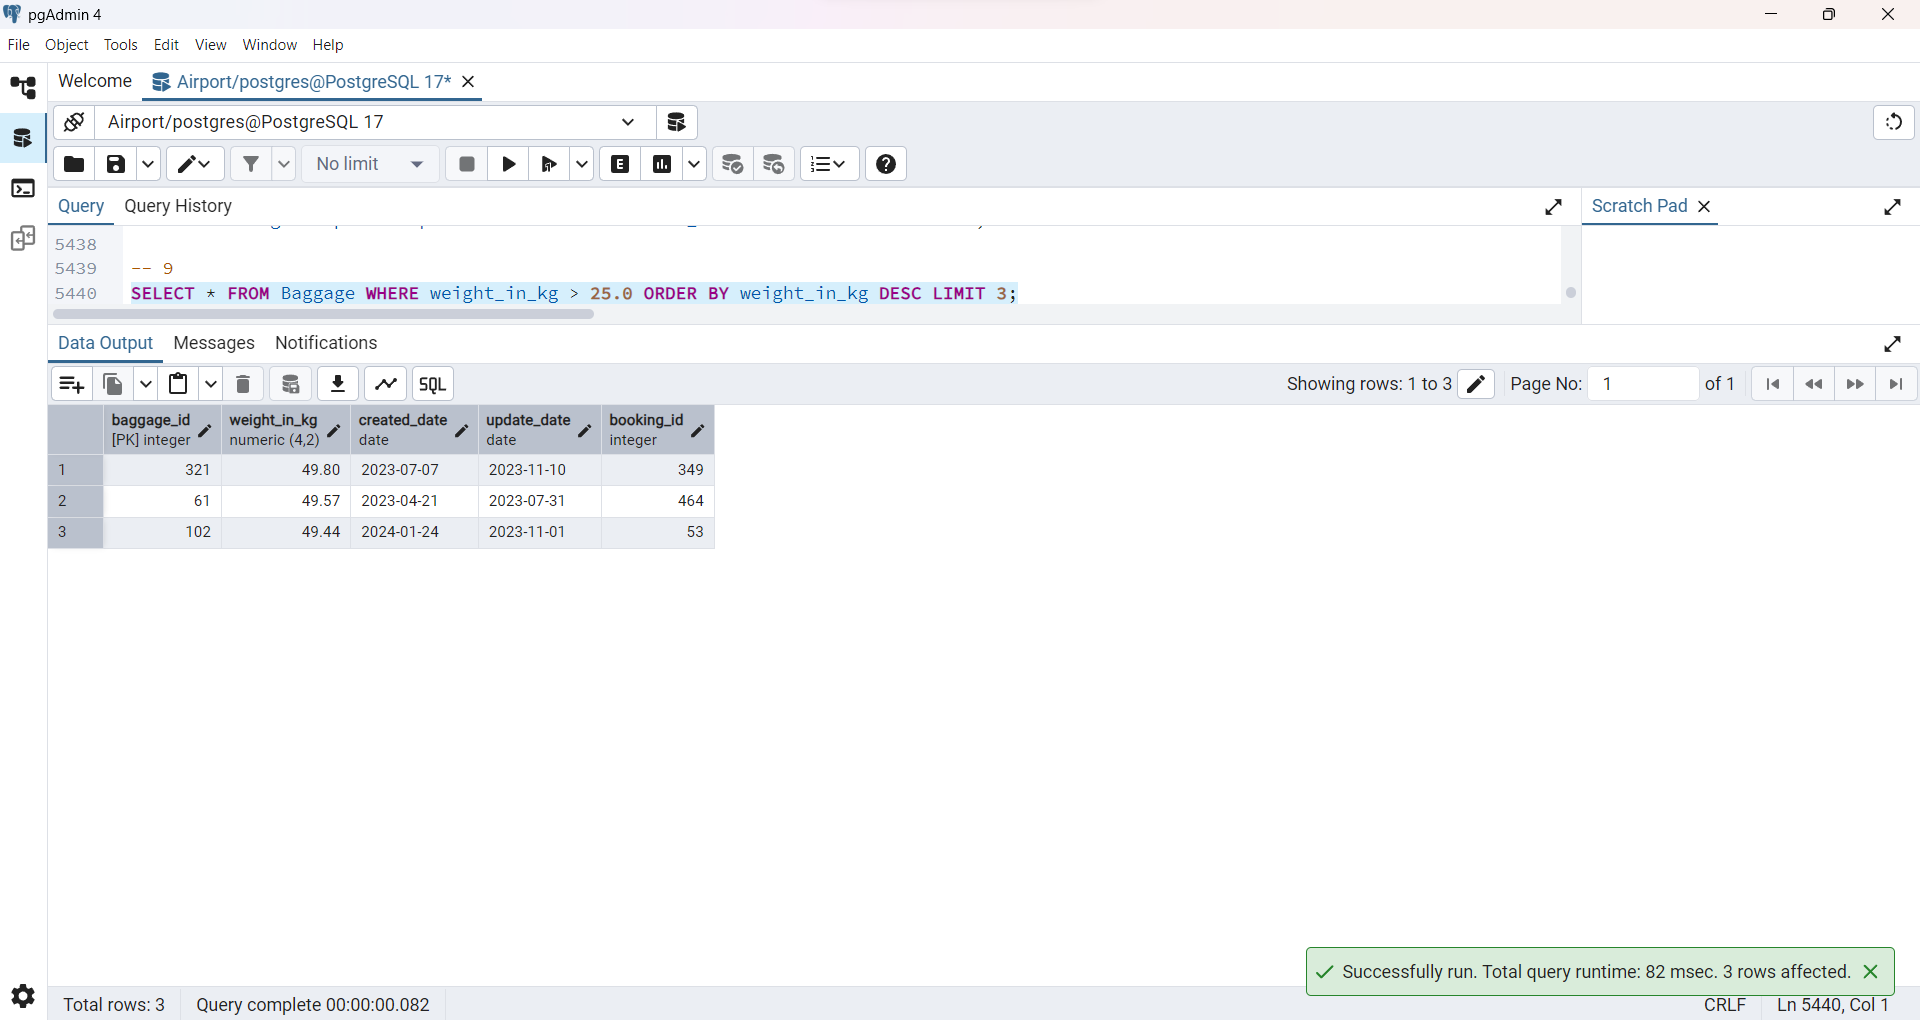 pgAdmin 4
File Object Tools Edit View Window Help
Welcome Airport/postgres@PostgreSQL 17*
Airport/postgres@PostgreSQL 17
No limit E
Query Query History Scratch Pad
5438
5439 -- 9
5440 SELECT * FROM Baggage WHERE weight_in_kg > 25.0 ORDER BY weight_in_kg DESC LIMIT 3;
Data Output Messages Notifications
SQL Showing rows: 1 to 3 Page No: 1 of 1
baggage_id weight_in_kg created_date update_date booking_id
[PK] integer numeric (4,2) date date integer
1 321 49.80 2023-07-07 2023-11-10 349
2 61 49.57 2023-04-21 2023-07-31 464
3 102 49.44 2024-01-24 2023-11-01 53
Successfully run. Total query runtime: 82 msec. 3 rows affected.
Total rows: 3 Query complete 00:00:00.082 CRLF Ln 5440, Col 1